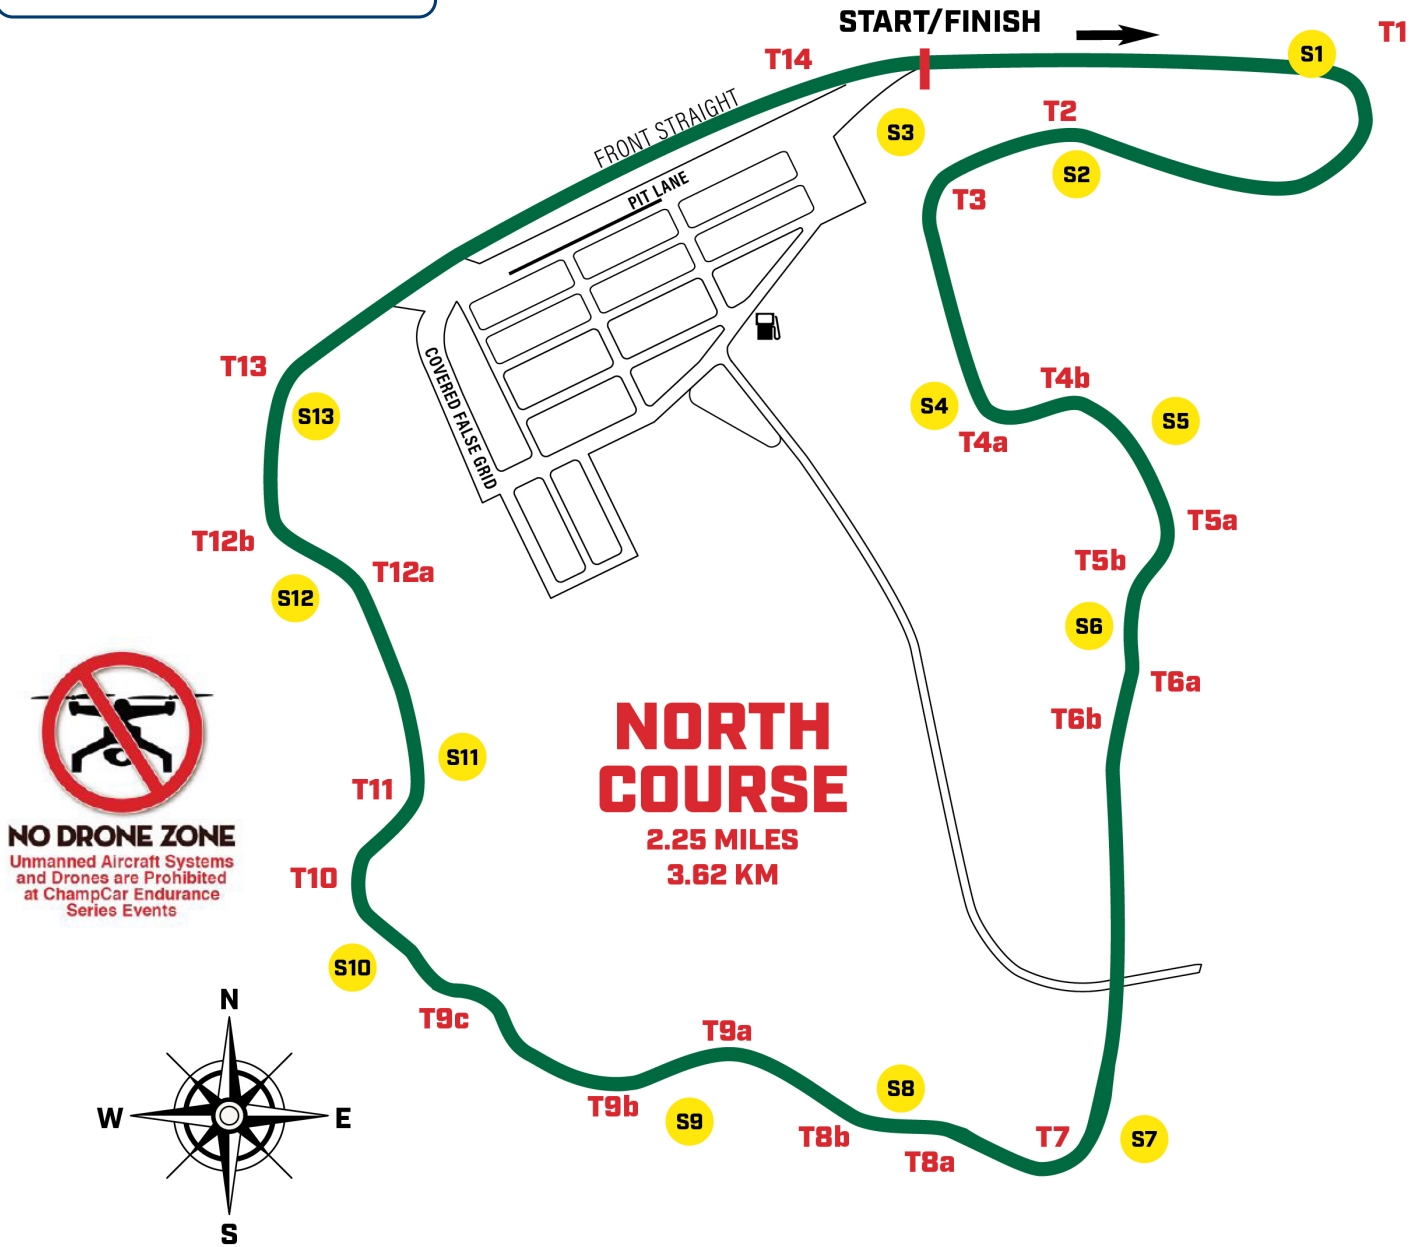 START/FINISH
T1
S1
T14
FRONT STRAIGHT
T2
S3
S2
PIT LANE
T3
T13
COVERED FALSE GRID
T4b
S13
S4
S5
T4a
T5a
T12b
T5b
T12a
S12
S6
T6a
NORTH
COURSE
2.25 MILES
3.62 KM
T6b
S11
T11
NO DRONE ZONE
Unmanned Aircraft Systems
and Drones are Prohibited
at ChampCar Endurance
Series Events
T10
S10
N
T9c
T9a
S8
T9b
S9
W
E
T8b
T7
S7
T8a
S